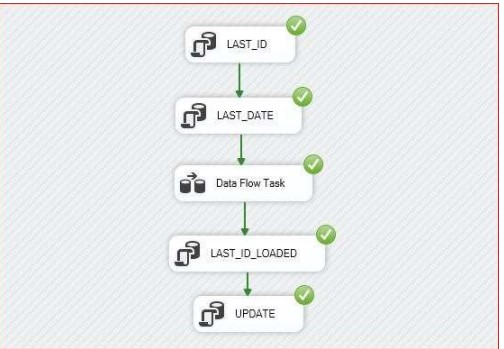 LAST_ID
LAST_DATE
Data Flow Task
LAST_ID_LOADED
UPDATE